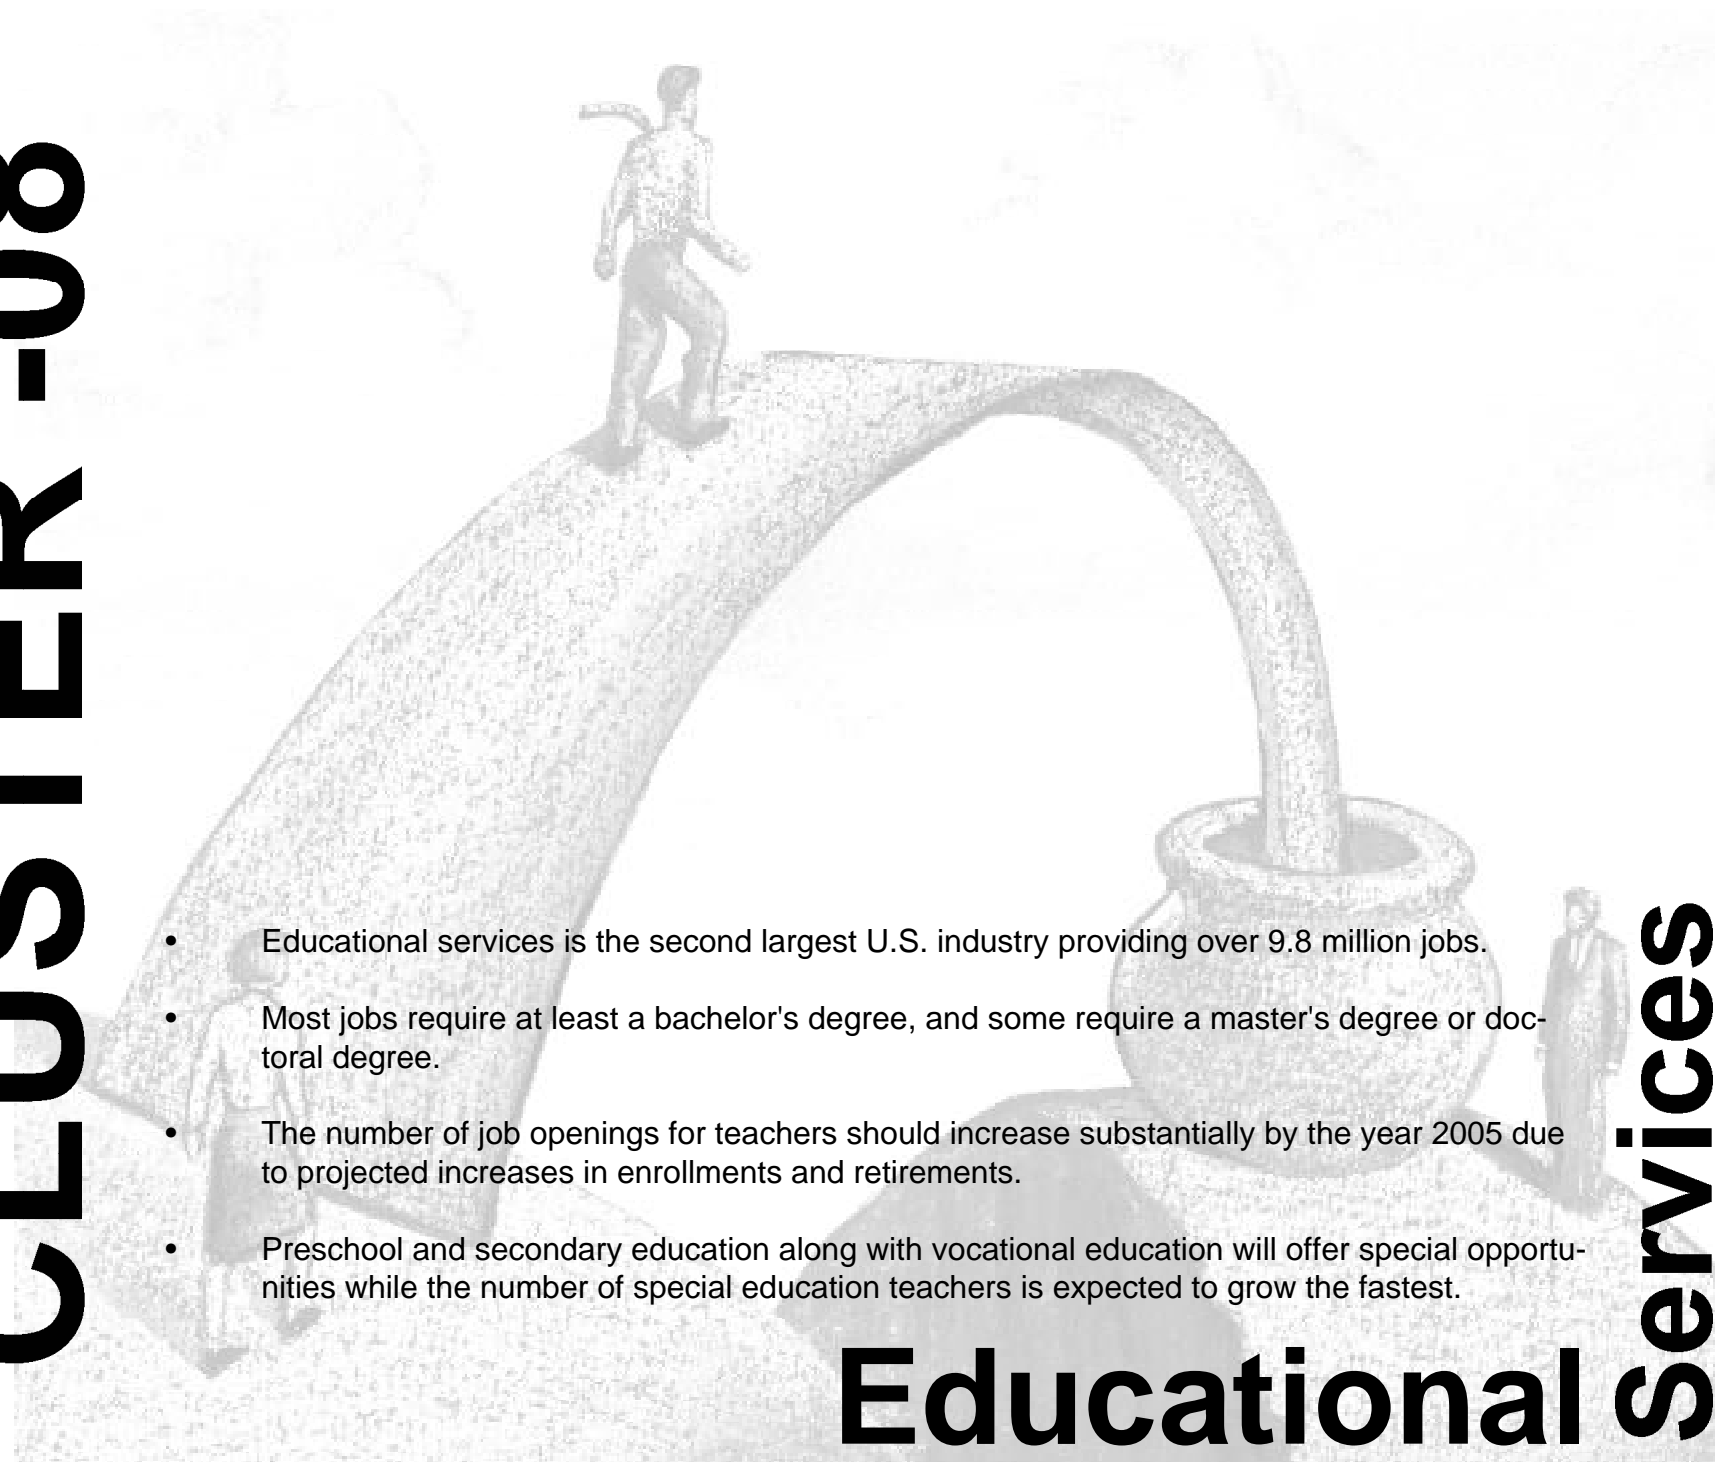 CLUSTER -08
• Educational services is the second largest U.S. industry providing over 9.8 million jobs.
• Most jobs require at least a bachelor's degree, and some require a master's degree or doc-
toral degree.
• The number of job openings for teachers should increase substantially by the year 2005 due
to projected increases in enrollments and retirements.
• Preschool and secondary education along with vocational education will offer special opportu-
nities while the number of special education teachers is expected to grow the fastest.
Educational
Services